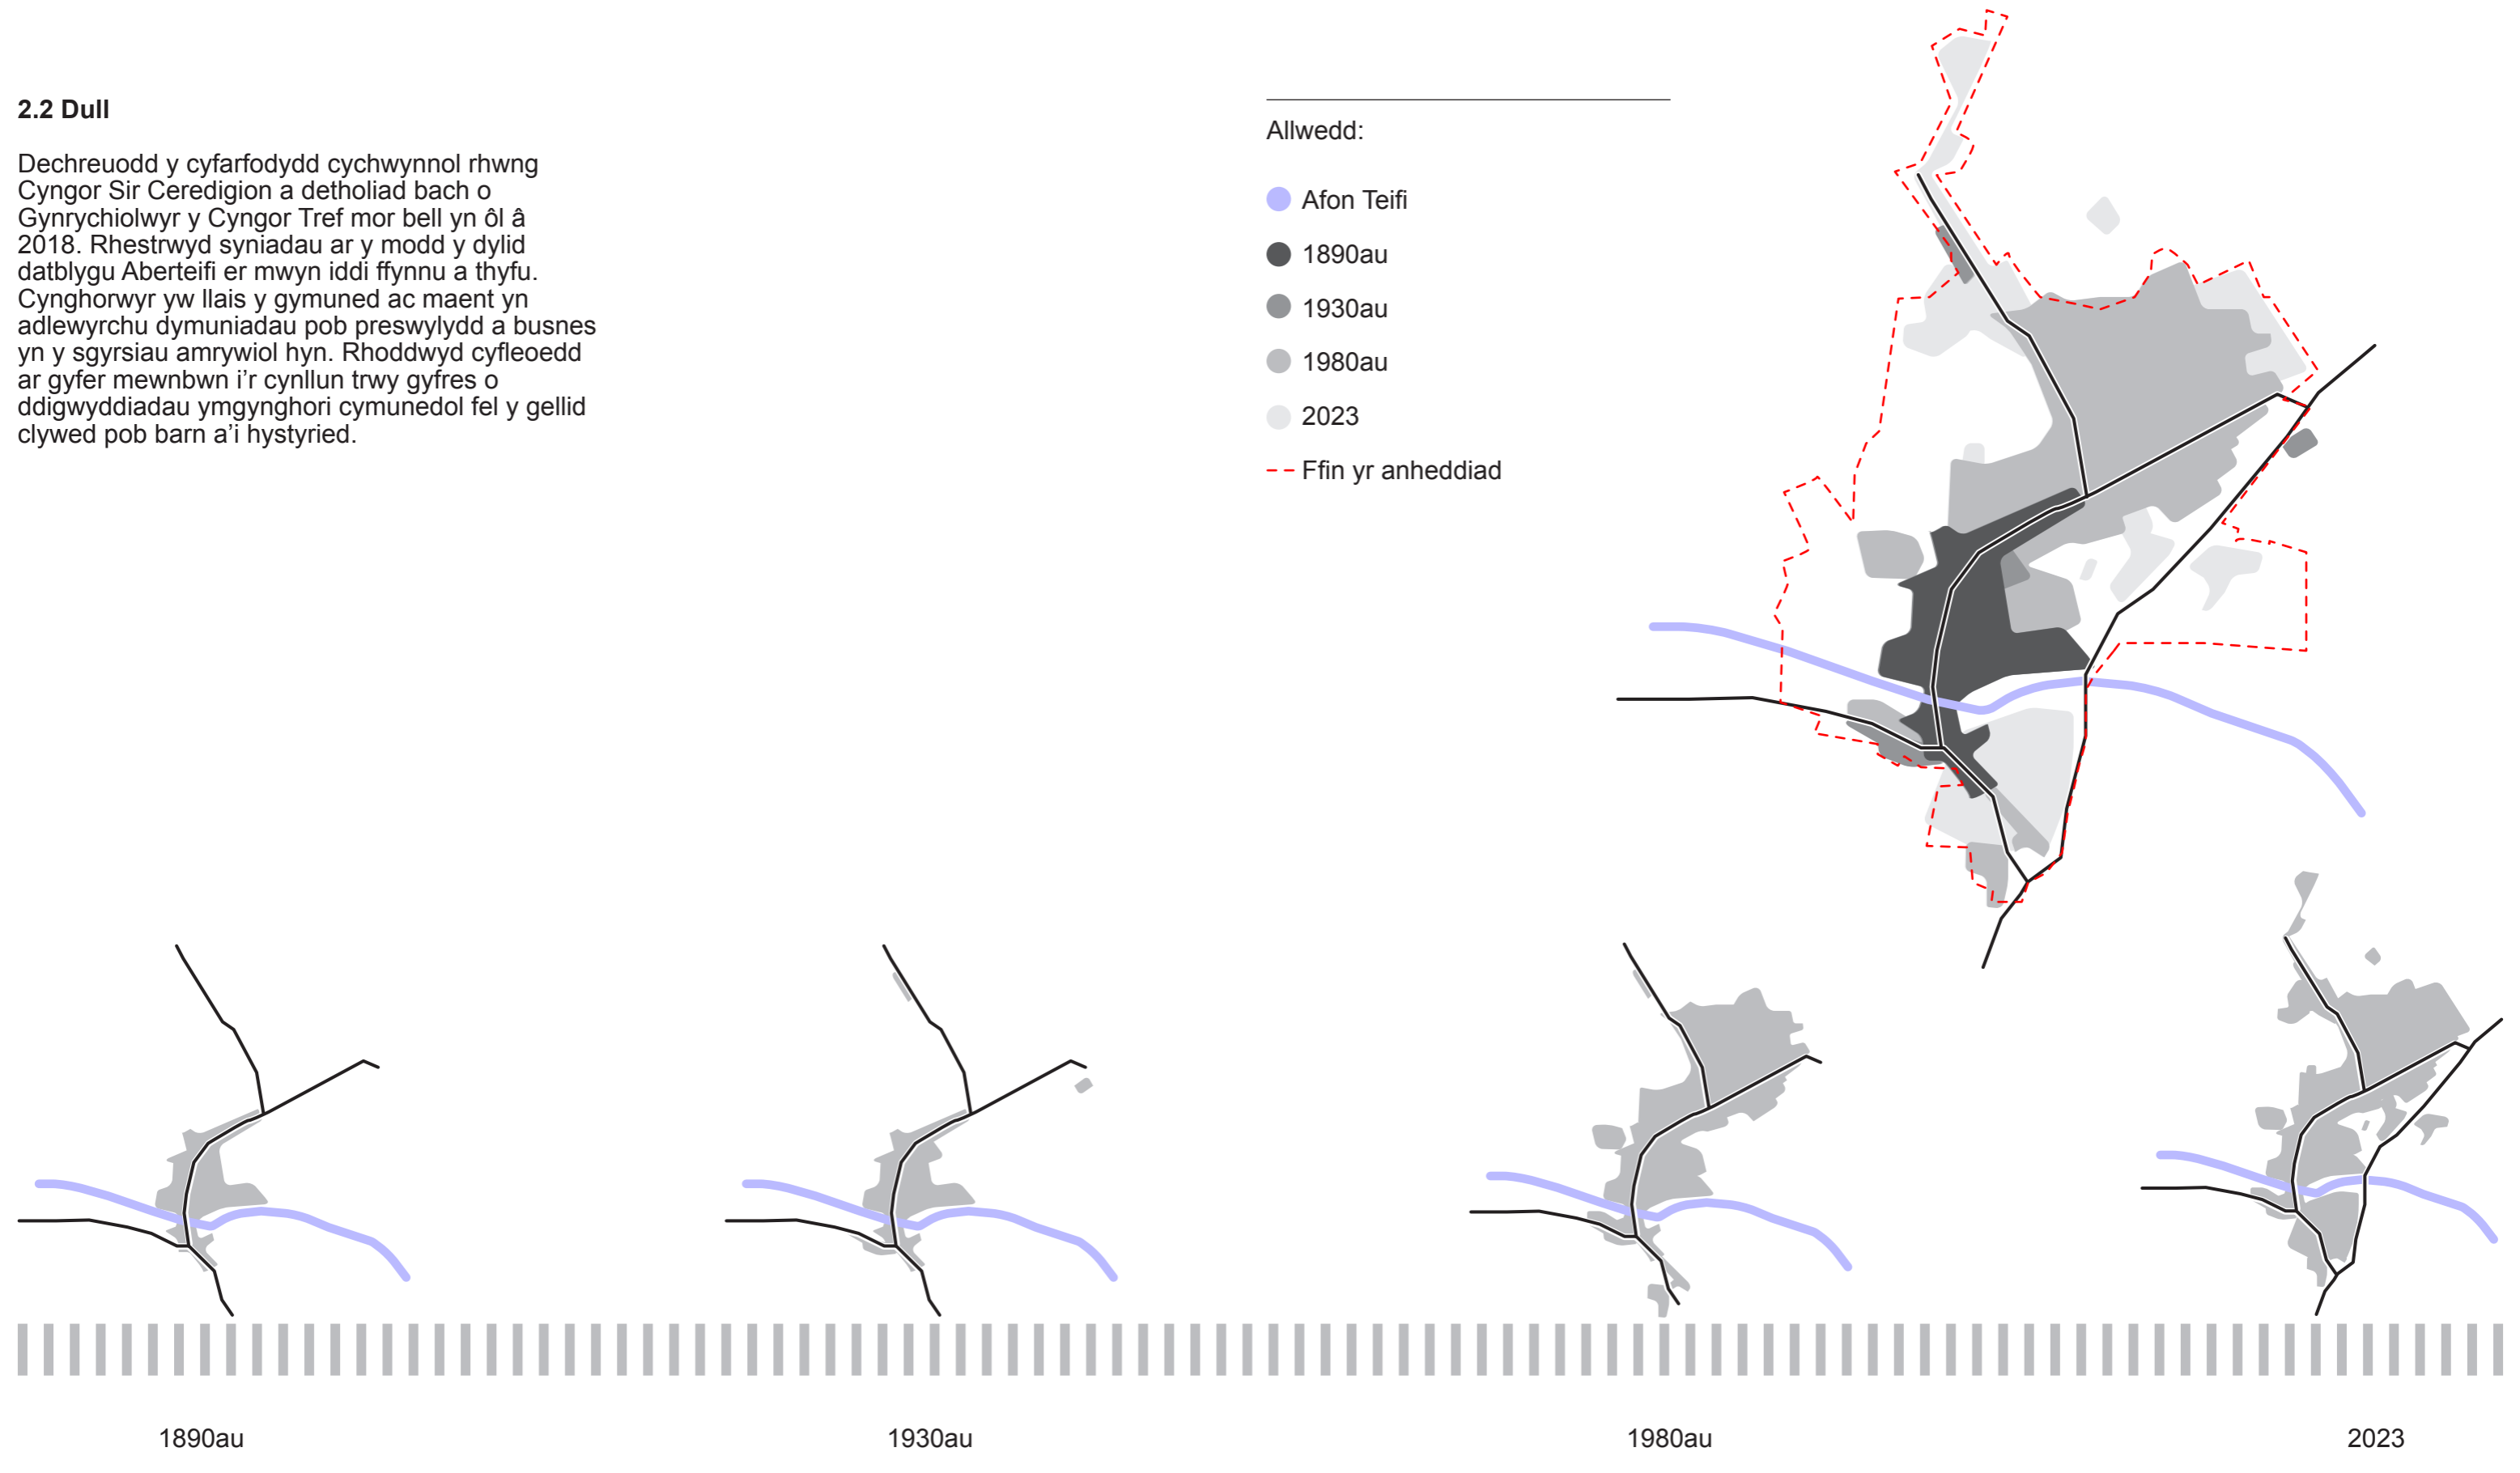 2.2 Dull
Dechreuodd y cyfarfodydd cychwynnol rhwng
Cyngor Sir Ceredigion a detholiad bach o
Gynrychiolwyr y Cyngor Tref mor bell yn ôl â
2018. Rhestrwyd syniadau ar y modd y dylid
datblygu Aberteifi er mwyn iddi ffynnu a thyfu.
Cynghorwyr yw llais y gymuned ac maent yn
adlewyrchu dymuniadau pob preswylydd a busnes
yn y sgyrsiau amrywiol hyn. Rhoddwyd cyfleoedd
ar gyfer mewnbwn i’r cynllun trwy gyfres o
ddigwyddiadau ymgynghori cymunedol fel y gellid
clywed pob barn a’i hystyried.
Allwedd:
Afon Teifi
1890au
1930au
1980au
2023
Ffin yr anheddiad
1890au
1930au
1980au
2023